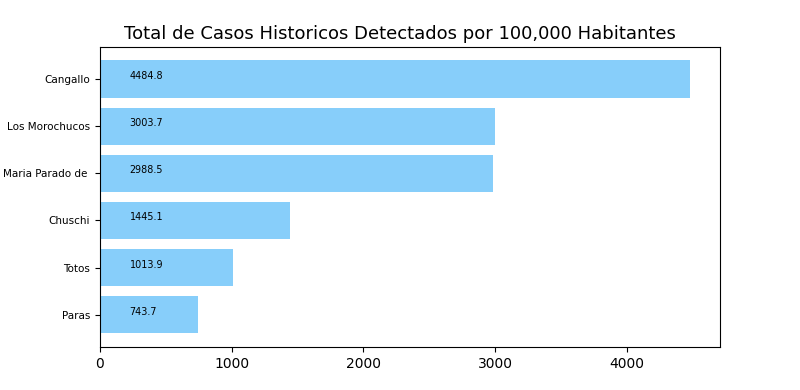 Total de Casos Historicos Detectados por 100,000 Habitantes
Cangallo 4484.8
Los Morochucos 3003.7
Maria Parado de 2988.5
Chuschi 1445.1
Totos 1013.9
Paras 743.7
0 1000 2000 3000 4000